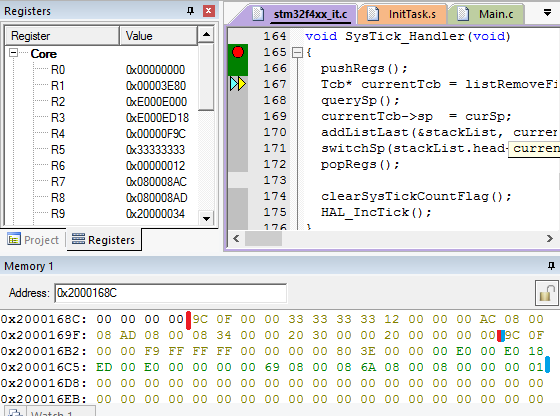 Registers
Register Value
Core
R0 0x00000000
R1 0x00003E80
R2 0xE000E000
R3 0xE000ED18
R4 0x00000F9C
R5 0x33333333
R6 0x00000012
R7 0x080008AC
R8 0x080008AD
R9 0x20000034
Project Registers
stm32f4xx_it.c InitTask.s Main.c
164 void SysTick_Handler(void)
165 {
166 pushRegs();
167 Tcb* currentTcb = listRemoveFi
168 querySp();
169 currentTcb->sp = curSp;
170 addListLast(&stackList, curren
171 switchSp(stackList.head current
172 popRegs();
173
174 clearSysTickCountFlag();
175 HAL_IncTick();
176 }
Memory 1
Address: 0x2000168C
0x2000168C: 00 00 00 00 9C 0F 00 00 33 33 33 33 12 00 00 00 AC 08 00
0x2000169F: 08 AD 08 00 08 34 00 00 20 30 00 00 20 00 00 00 00 9C 0F
0x200016B2: 00 00 F9 FF FF FF 00 00 00 00 80 3E 00 00 00 E0 00 E0 18
0x200016C5: ED 00 E0 00 00 00 00 69 08 00 08 6A 08 00 08 00 00 00 01
0x200016D8: 00 00 00 00 00 00 00 00 00 00 00 00 00 00 00 00 00 00 00
0x200016EB: 00 00 00 00 00 00 00 00 00 00 00 00 00 00 00 00 00 00 00
Watch 1